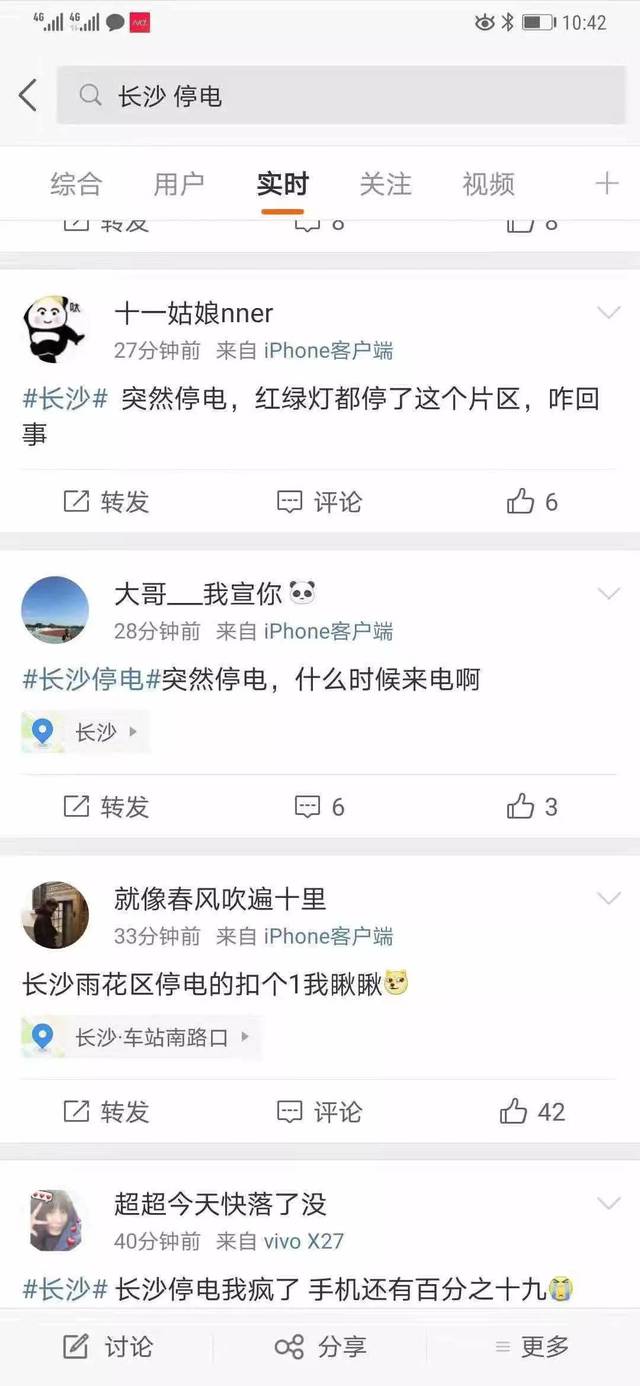 4G 4G 10:42
长沙 停电
综合 用户 实时 关注 视频
转发 8 8
十一姑娘nner
27分钟前 来自 iPhone客户端
#长沙# 突然停电，红绿灯都停了这个片区，咋回
事
转发 评论 6
大哥___我宣你
28分钟前 来自 iPhone客户端
#长沙停电#突然停电，什么时候来电啊
长沙
转发 6 3
就像春风吹遍十里
33分钟前 来自 iPhone客户端
长沙雨花区停电的扣个1我瞅瞅
长沙·车站南路口
转发 评论 42
超超今天快落了没
40分钟前 来自 vivo X27
#长沙# 长沙停电我疯了 手机还有百分之十九
讨论 分享 更多